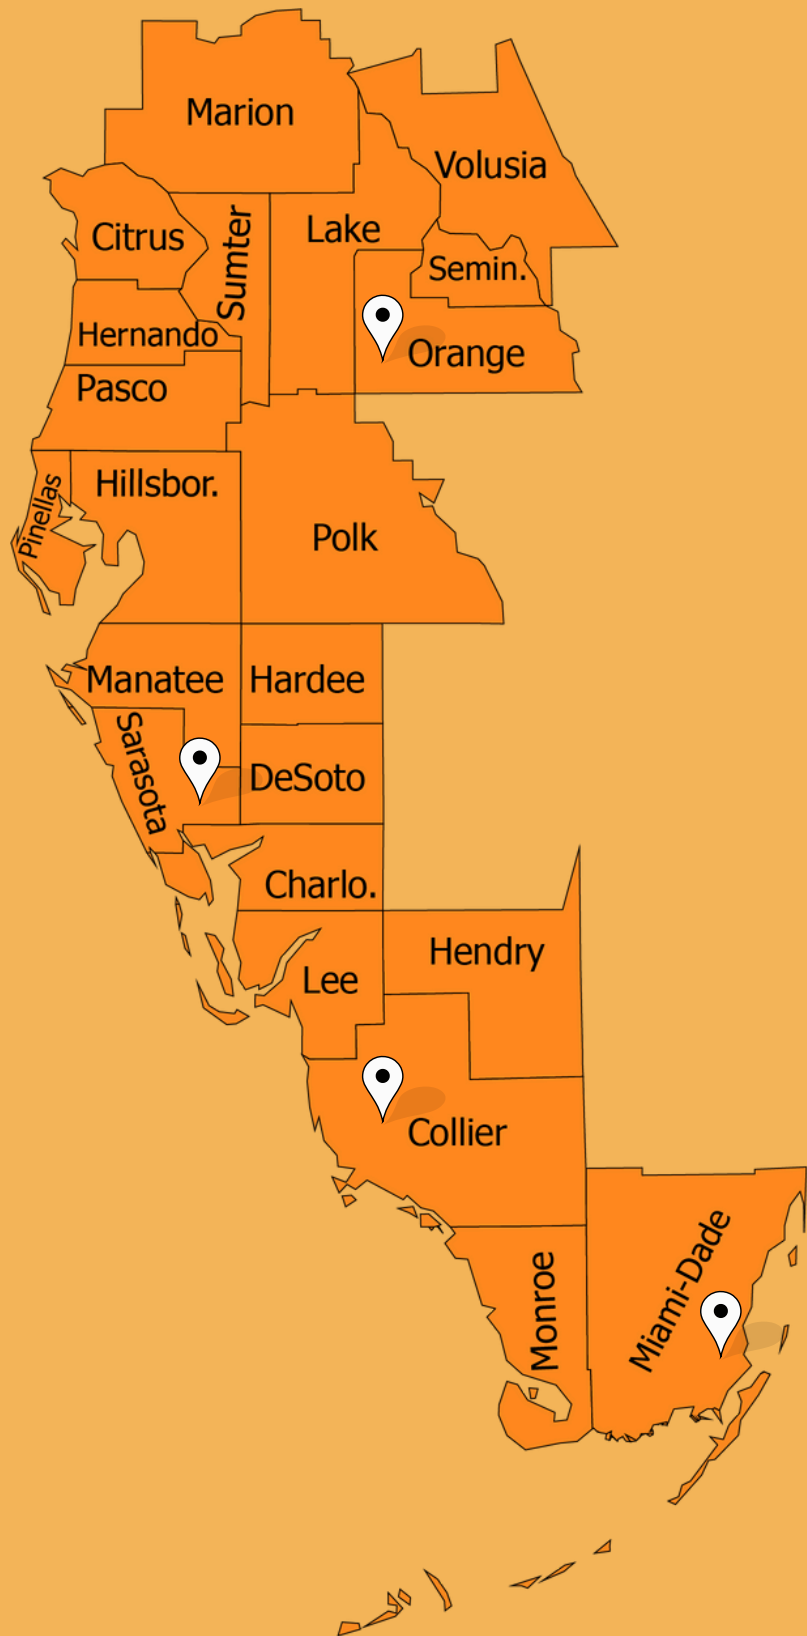 Marion
Volusia
Citrus
Sumter
Lake
Semin.
Hernando
Orange
Pasco
Hillsbor.
Pinellas
Polk
Manatee
Hardee
Sarasota
DeSoto
Charlo.
Hendry
Lee
Collier
Miami-Dade
Monroe